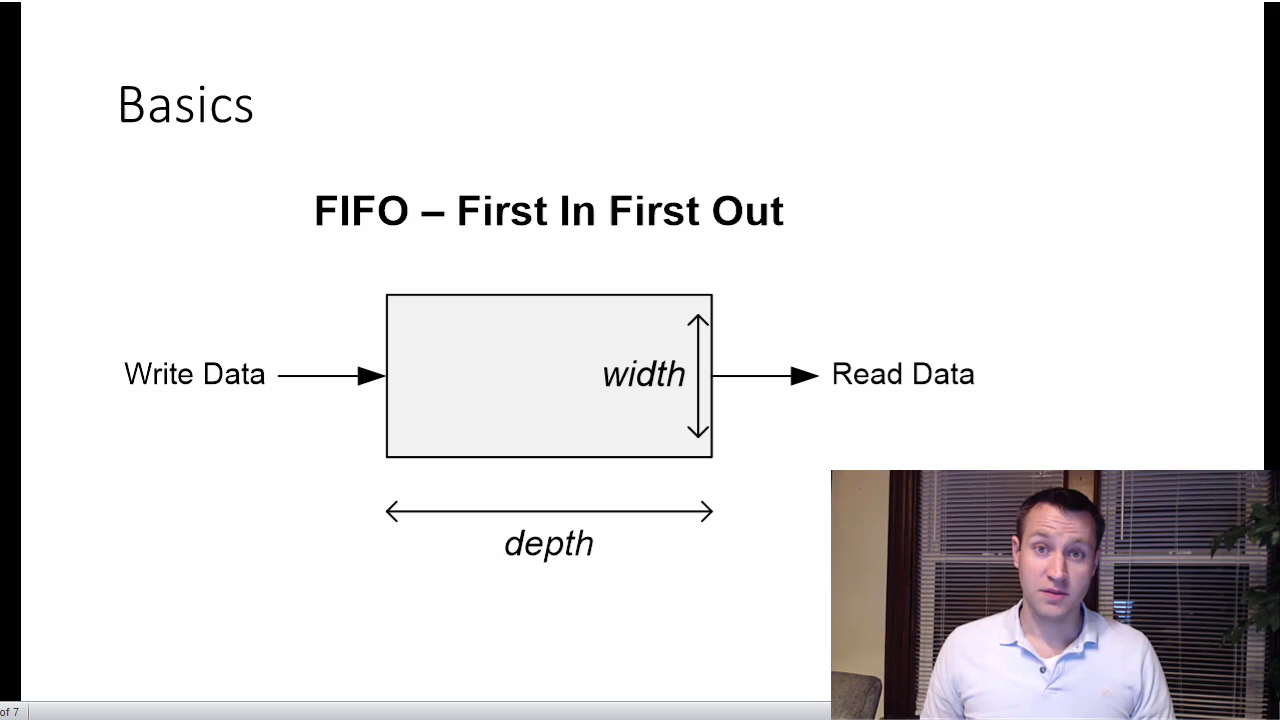 Basics
FIFO – First In First Out
Write Data
width
Read Data
depth
of 7